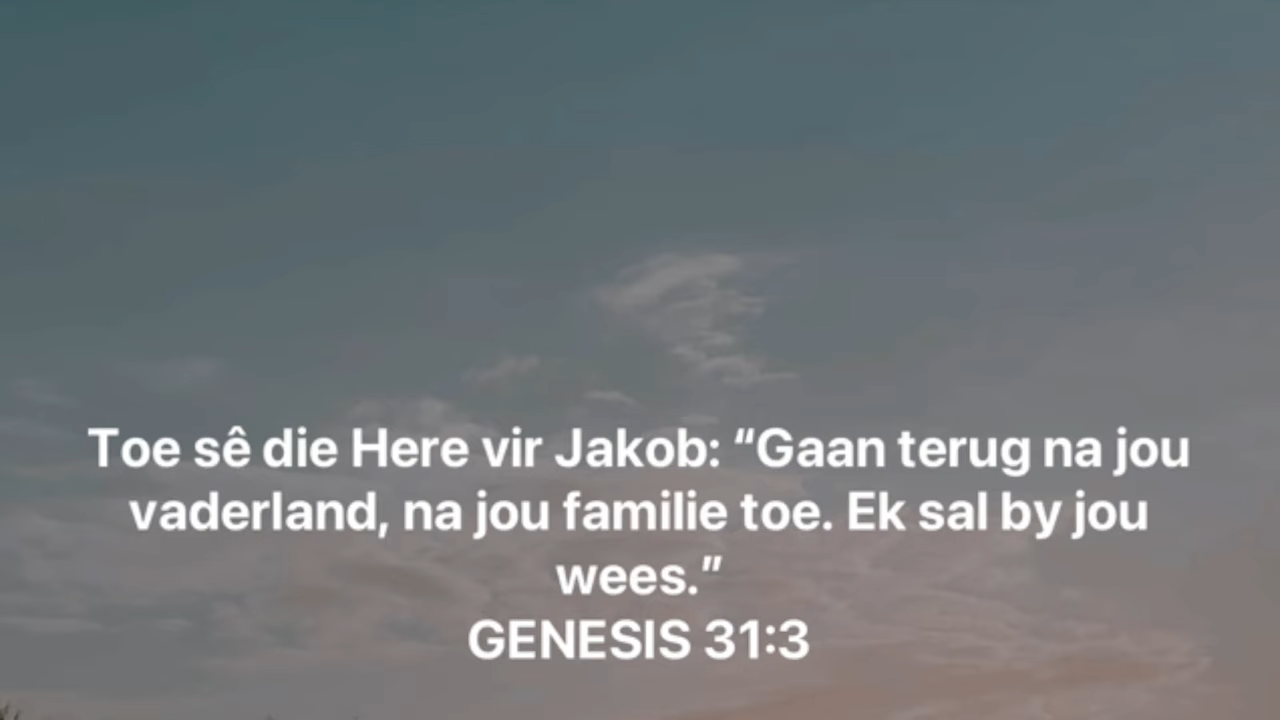 Toe sê die Here vir Jakob: “Gaan terug na jou
vaderland, na jou familie toe. Ek sal by jou
wees.”
GENESIS 31:3